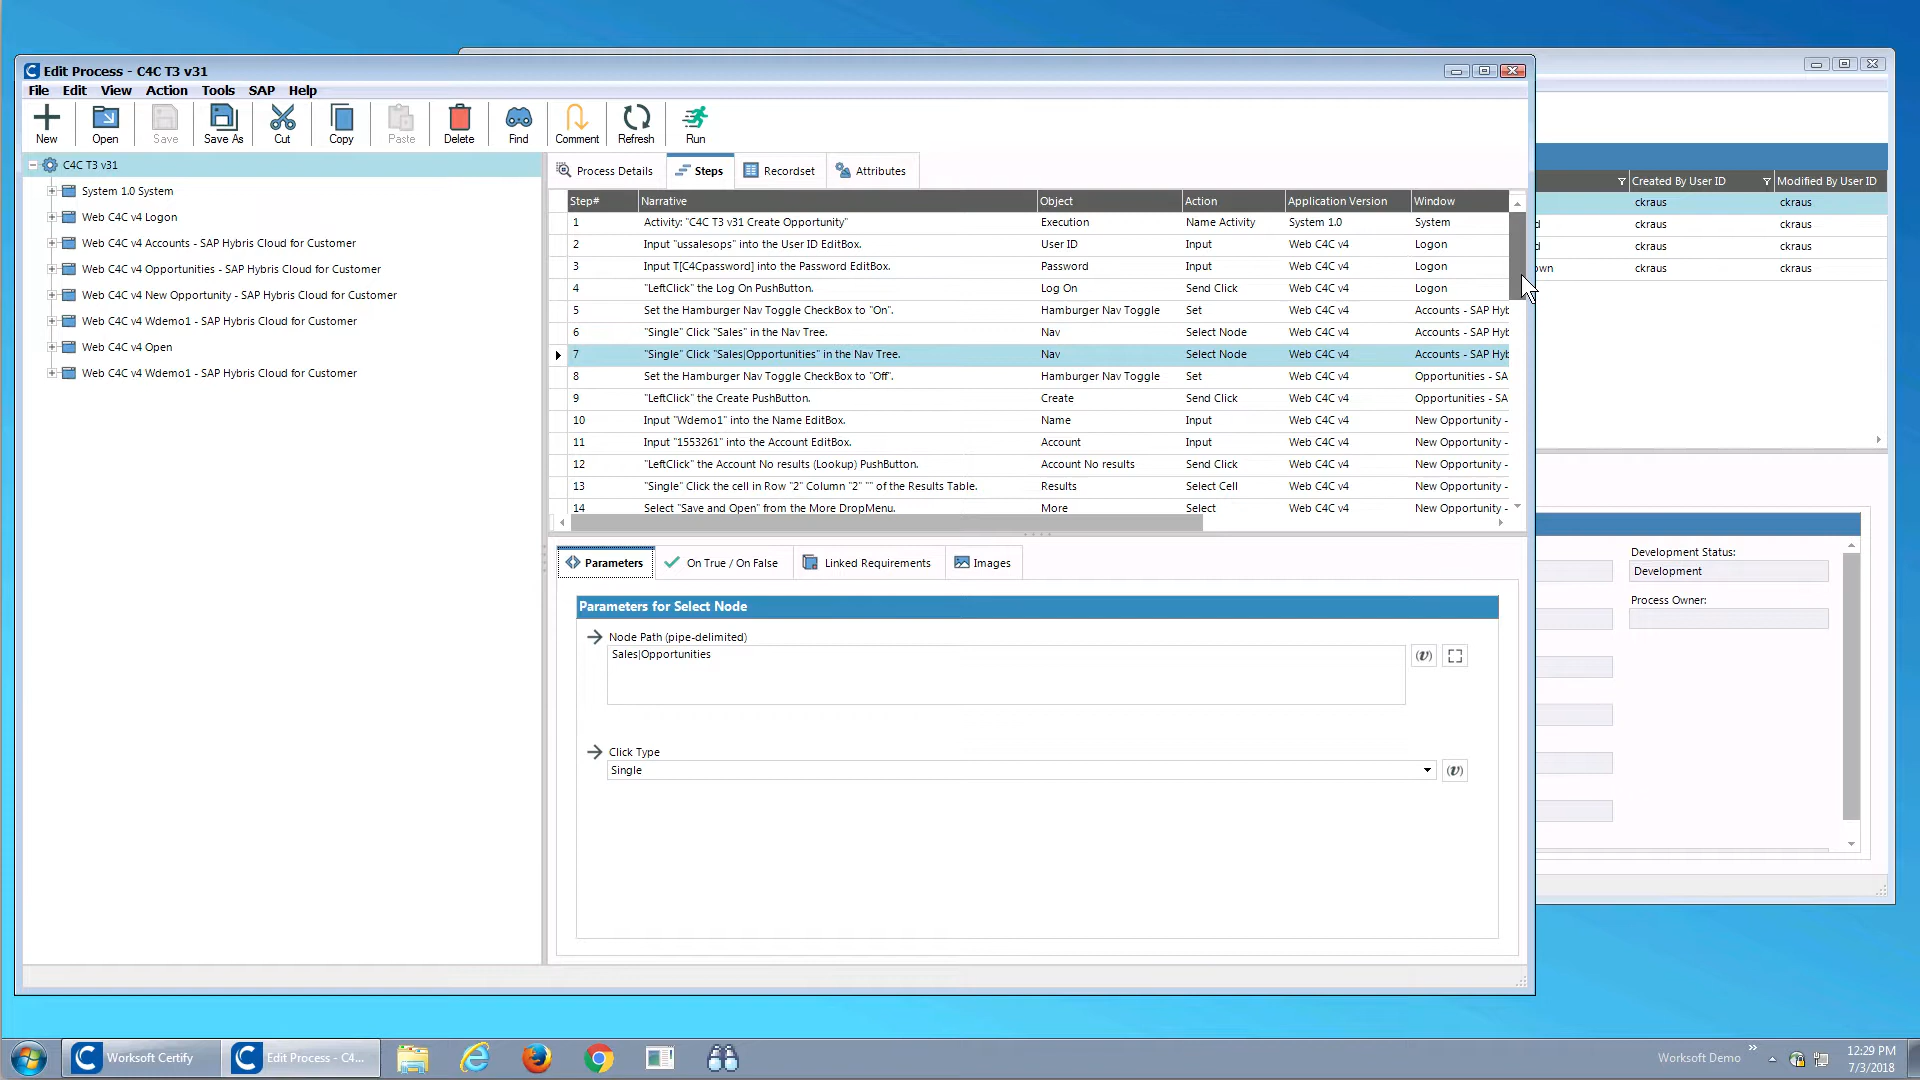 Edit Process - C4C T3 v31
File Edit View Action Tools SAP Help
New Open Save Save As Cut Copy Paste Delete Find Comment Refresh Run
C4C T3 v31
System 1.0 System
Web C4C v4 Logon
Web C4C v4 Accounts - SAP Hybris Cloud for Customer
Web C4C v4 Opportunities - SAP Hybris Cloud for Customer
Web C4C v4 New Opportunity - SAP Hybris Cloud for Customer
Web C4C v4 Wdemo1 - SAP Hybris Cloud for Customer
Web C4C v4 Open
Web C4C v4 Wdemo1 - SAP Hybris Cloud for Customer
Process Details Steps Recordset Attributes
Step# Narrative Object Action Application Version Window
1 Activity: "C4C T3 v31 Create Opportunity" Execution Name Activity System 1.0 System
2 Input "ussalesops" into the User ID EditBox. User ID Input Web C4C v4 Logon
3 Input T[C4Cpassword] into the Password EditBox. Password Input Web C4C v4 Logon
4 "LeftClick" the Log On PushButton. Log On Send Click Web C4C v4 Logon
5 Set the Hamburger Nav Toggle CheckBox to "On". Hamburger Nav Toggle Set Web C4C v4 Accounts - SAP Hyb
6 "Single" Click "Sales" in the Nav Tree. Nav Select Node Web C4C v4 Accounts - SAP Hyb
7 "Single" Click "Sales|Opportunities" in the Nav Tree. Nav Select Node Web C4C v4 Accounts - SAP Hyb
8 Set the Hamburger Nav Toggle CheckBox to "Off". Hamburger Nav Toggle Set Web C4C v4 Opportunities - SA
9 "LeftClick" the Create PushButton. Create Send Click Web C4C v4 Opportunities - SA
10 Input "Wdemo1" into the Name EditBox. Name Input Web C4C v4 New Opportunity -
11 Input "1553261" into the Account EditBox. Account Input Web C4C v4 New Opportunity -
12 "LeftClick" the Account No results (Lookup) PushButton. Account No results Send Click Web C4C v4 New Opportunity -
13 "Single" Click the cell in Row "2" Column "2" "" of the Results Table. Results Select Cell Web C4C v4 New Opportunity -
14 Select "Save and Open" from the More DropMenu. More Select Web C4C v4 New Opportunity -
Parameters On True / On False Linked Requirements Images
Parameters for Select Node
Node Path (pipe-delimited)
Sales|Opportunities
(v)
Click Type
Single
(v)
Created By User ID Modified By User ID
ckraus ckraus
d ckraus ckraus
d ckraus ckraus
own ckraus ckraus
Development Status:
Development
Process Owner:
Worksoft Certify
Edit Process - C4...
Worksoft Demo
12:29 PM
7/3/2018